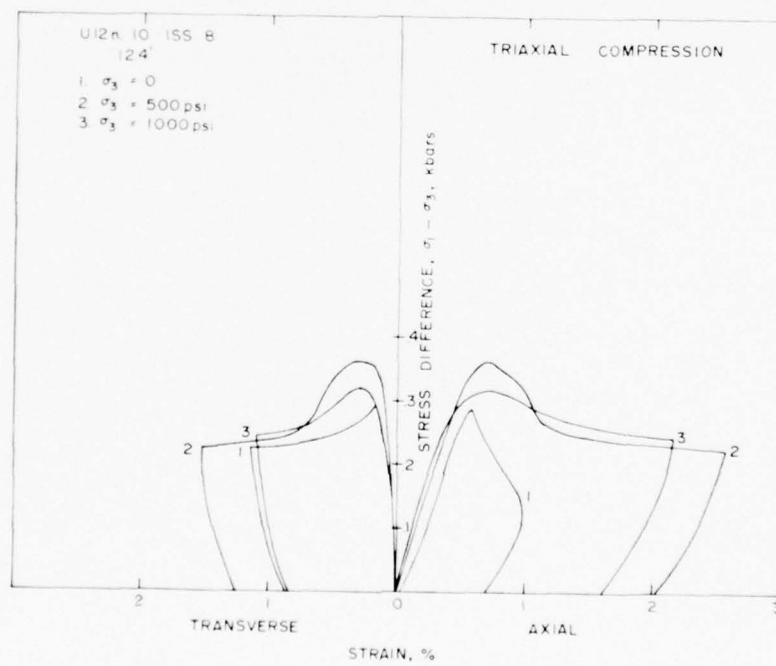 U12n. 10 ISS 8
124'
1. σ3 = 0
2 σ3 = 500 psi
3. σ3 = 1000 psi
TRIAXIAL COMPRESSION
STRESS DIFFERENCE, σ1 - σ3, kbars
4
3
2
1
3
2
1
3
2
1
2
1
0
1
2
3
TRANSVERSE
AXIAL
STRAIN, %